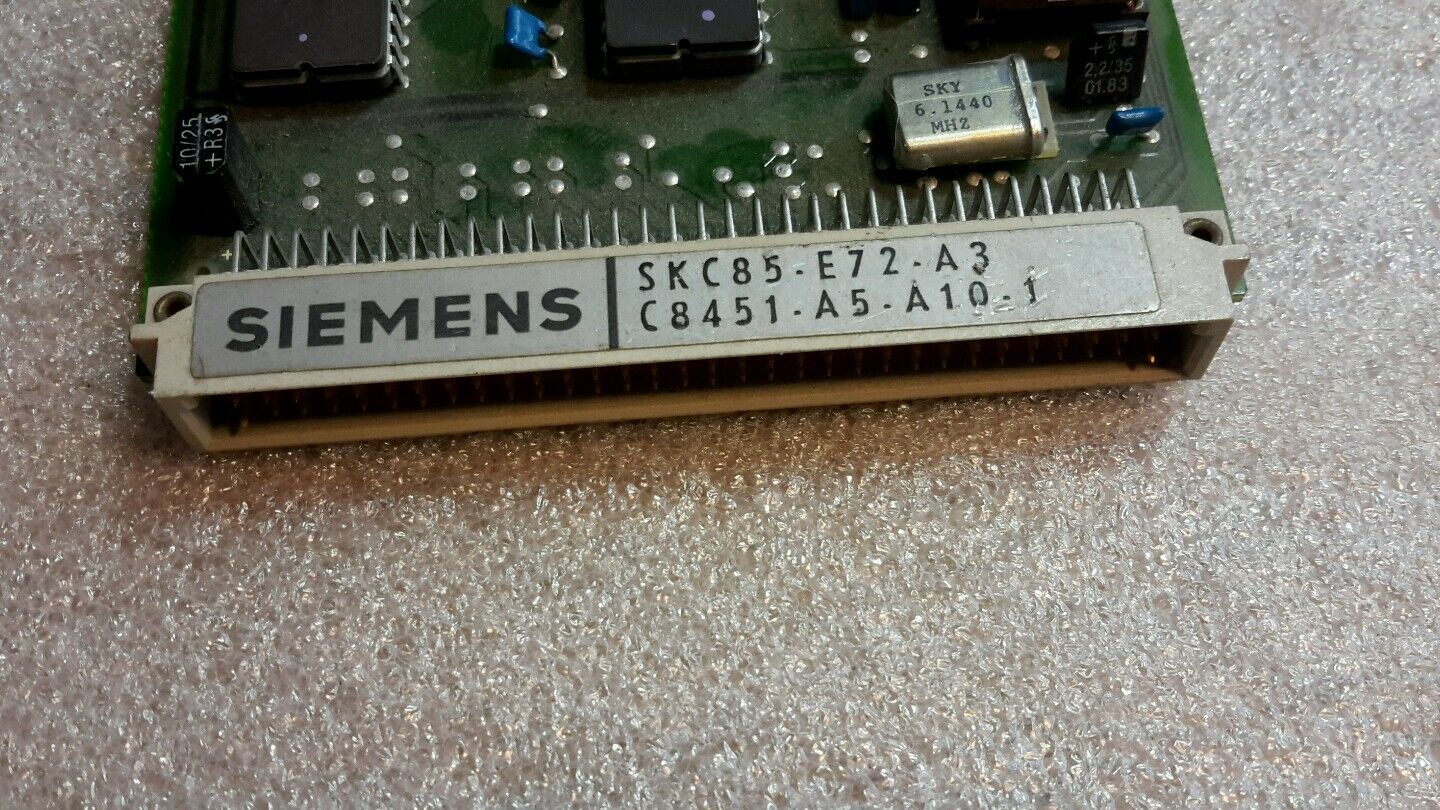 +
2.2/35
01.83
SKY
6.1440
MHZ
10/25
+R3
+
SIEMENS
SKC85-E72-A3
C8451-A5-A10-1